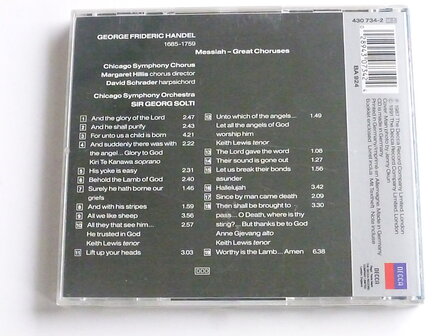 GEORGE FRIDERIC HANDEL
1685-1759
Messiah – Great Choruses
Chicago Symphony Chorus
Margaret Hillis chorus director
David Schrader harpsichord
Chicago Symphony Orchestra
SIR GEORG SOLTI
1 And the glory of the Lord 2.47
2 And he shall purify 2.43
3 For unto us a child is born 4.21
4 And suddenly there was with 2.22
the angel... Glory to God
Kiri Te Kanawa soprano
5 His yoke is easy 2.21
6 Behold the Lamb of God
7 Surely he hath borne our
griefs
8 And with his stripes 1.59
9 All we like sheep 3.56
10 All they that see him...
He trusted in God
Keith Lewis tenor
11 Lift up your heads 3.03
12 Unto which of the angels... 1.49
Let all the angels of God
worship him
Keith Lewis tenor
13 The Lord gave the word 1.08
14 Their sound is gone out 1.27
15 Let us break their bonds 1.56
asunder
16 Hallelujah 3.42
17 Since by man came death 2.09
18 Then shall be brought to
pass... O Death, where is thy
sting?... But thanks be to God
Anne Gjevang alto
Keith Lewis tenor
19 Worthy is the Lamb... Amen 6.38
DDD
430 734-2
BA 924
DECCA